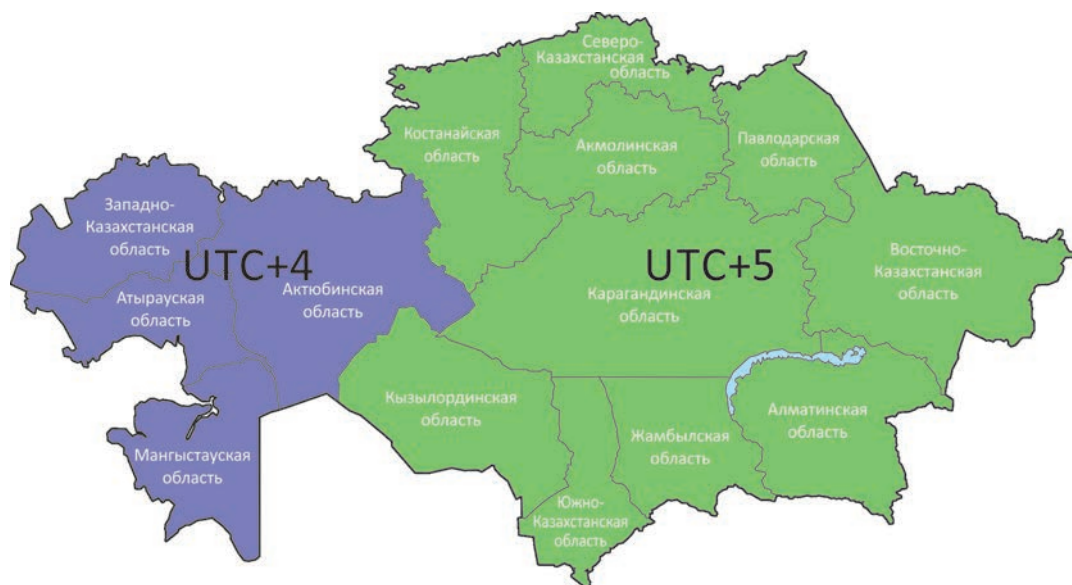 Северо-
Казахстанская
область
Костанайская
область
Акмолинская
область
Павлодарская
область
Западно-
Казахстанская
область
UTC+4
Атырауская
область
Актюбинская
область
UTC+5
Карагандинская
область
Восточно-
Казахстанская
область
Кызылординская
область
Алматинская
область
Жамбылская
область
Мангыстауская
область
Южно-
Казахстанская
область